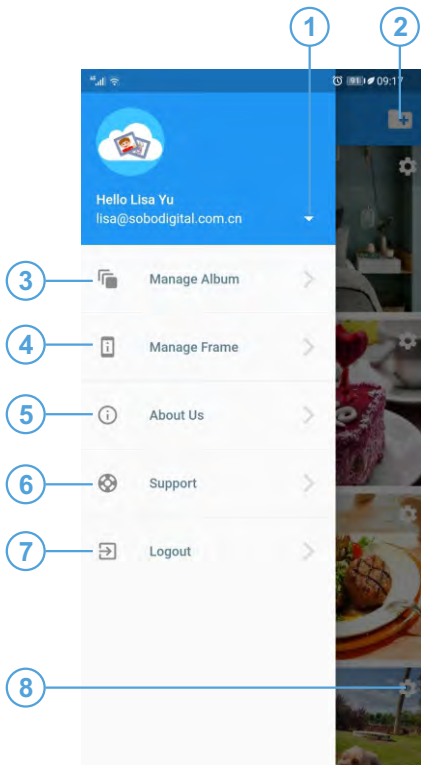 1
2
91 09:17
Hello Lisa Yu
lisa@sobodigital.com.cn
3
Manage Album
4
Manage Frame
5
About Us
6
Support
7
Logout
8